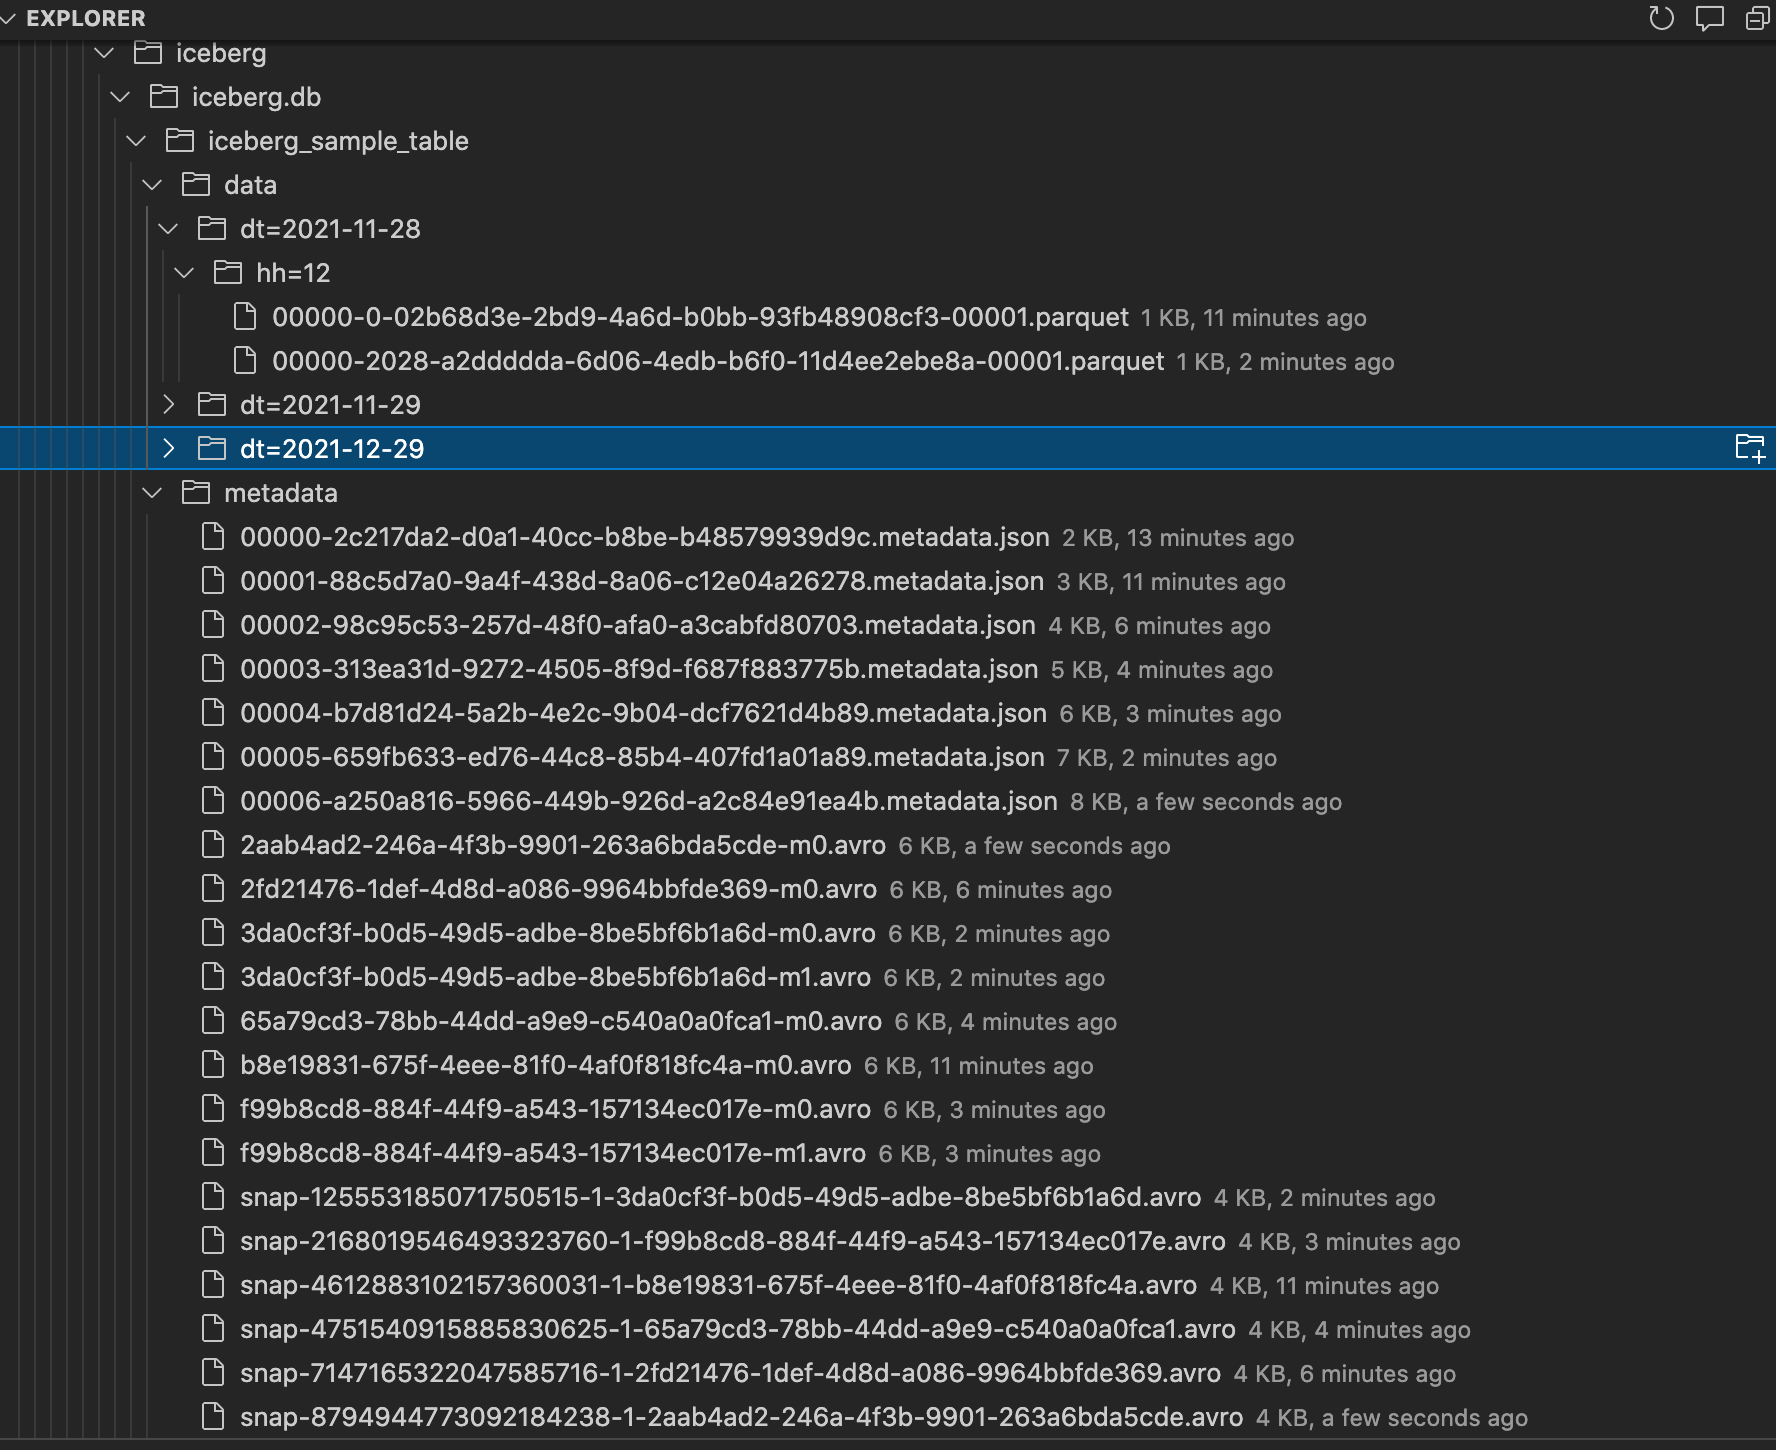 EXPLORER
iceberg
iceberg.db
iceberg_sample_table
data
dt=2021-11-28
hh=12
00000-0-02b68d3e-2bd9-4a6d-b0bb-93fb48908cf3-00001.parquet 1 KB, 11 minutes ago
00000-2028-a2ddddda-6d06-4edb-b6f0-11d4ee2ebe8a-00001.parquet 1 KB, 2 minutes ago
dt=2021-11-29
dt=2021-12-29
metadata
00000-2c217da2-d0a1-40cc-b8be-b48579939d9c.metadata.json 2 KB, 13 minutes ago
00001-88c5d7a0-9a4f-438d-8a06-c12e04a26278.metadata.json 3 KB, 11 minutes ago
00002-98c95c53-257d-48f0-afa0-a3cabfd80703.metadata.json 4 KB, 6 minutes ago
00003-313ea31d-9272-4505-8f9d-f687f883775b.metadata.json 5 KB, 4 minutes ago
00004-b7d81d24-5a2b-4e2c-9b04-dcf7621d4b89.metadata.json 6 KB, 3 minutes ago
00005-659fb633-ed76-44c8-85b4-407fd1a01a89.metadata.json 7 KB, 2 minutes ago
00006-a250a816-5966-449b-926d-a2c84e91ea4b.metadata.json 8 KB, a few seconds ago
2aab4ad2-246a-4f3b-9901-263a6bda5cde-m0.avro 6 KB, a few seconds ago
2fd21476-1def-4d8d-a086-9964bbfde369-m0.avro 6 KB, 6 minutes ago
3da0cf3f-b0d5-49d5-adbe-8be5bf6b1a6d-m0.avro 6 KB, 2 minutes ago
3da0cf3f-b0d5-49d5-adbe-8be5bf6b1a6d-m1.avro 6 KB, 2 minutes ago
65a79cd3-78bb-44dd-a9e9-c540a0a0fca1-m0.avro 6 KB, 4 minutes ago
b8e19831-675f-4eee-81f0-4af0f818fc4a-m0.avro 6 KB, 11 minutes ago
f99b8cd8-884f-44f9-a543-157134ec017e-m0.avro 6 KB, 3 minutes ago
f99b8cd8-884f-44f9-a543-157134ec017e-m1.avro 6 KB, 3 minutes ago
snap-125553185071750515-1-3da0cf3f-b0d5-49d5-adbe-8be5bf6b1a6d.avro 4 KB, 2 minutes ago
snap-2168019546493323760-1-f99b8cd8-884f-44f9-a543-157134ec017e.avro 4 KB, 3 minutes ago
snap-4612883102157360031-1-b8e19831-675f-4eee-81f0-4af0f818fc4a.avro 4 KB, 11 minutes ago
snap-4751540915885830625-1-65a79cd3-78bb-44dd-a9e9-c540a0a0fca1.avro 4 KB, 4 minutes ago
snap-7147165322047585716-1-2fd21476-1def-4d8d-a086-9964bbfde369.avro 4 KB, 6 minutes ago
snap-8794944773092184238-1-2aab4ad2-246a-4f3b-9901-263a6bda5cde.avro 4 KB, a few seconds ago